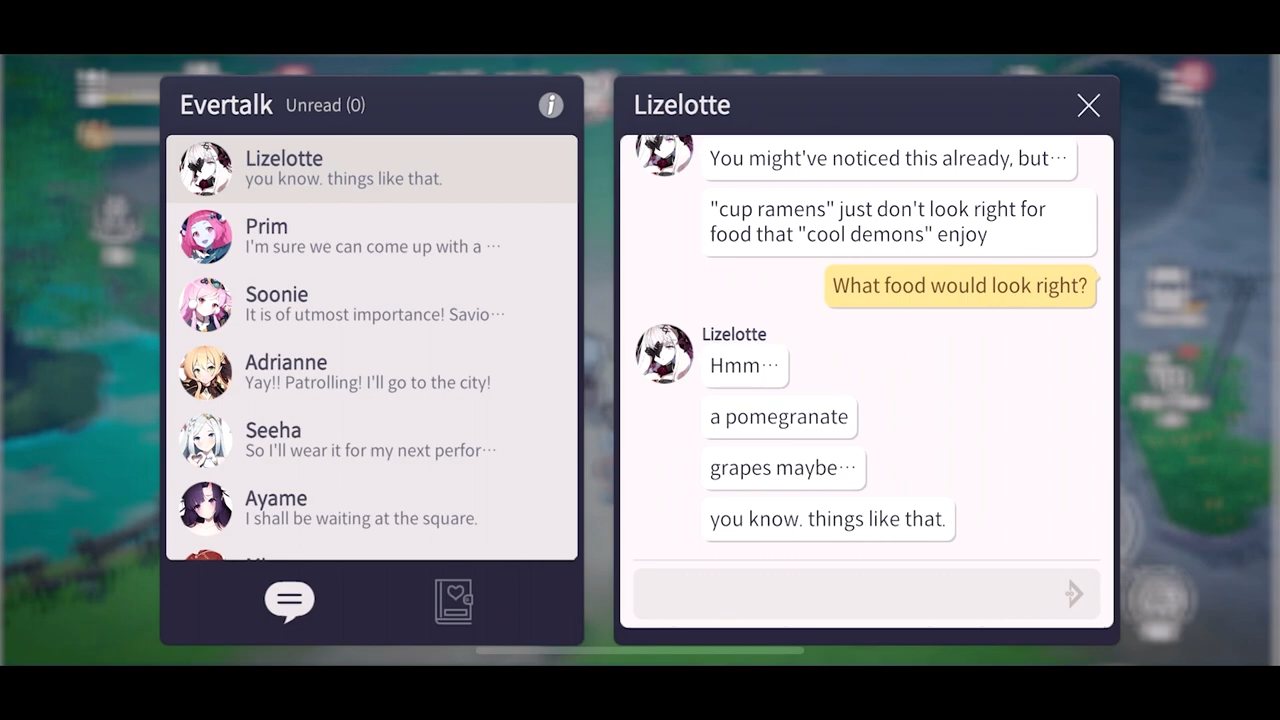 Evertalk Unread (0)
Lizelotte
you know. things like that.
Prim
I'm sure we can come up with a ···
Soonie
It is of utmost importance! Savio···
Adrianne
Yay!! Patrolling! I'll go to the city!
Seeha
So I'll wear it for my next perfor···
Ayame
I shall be waiting at the square.
Lizelotte
You might've noticed this already, but···
"cup ramens" just don't look right for
food that "cool demons" enjoy
What food would look right?
Lizelotte
Hmm···
a pomegranate
grapes maybe···
you know. things like that.